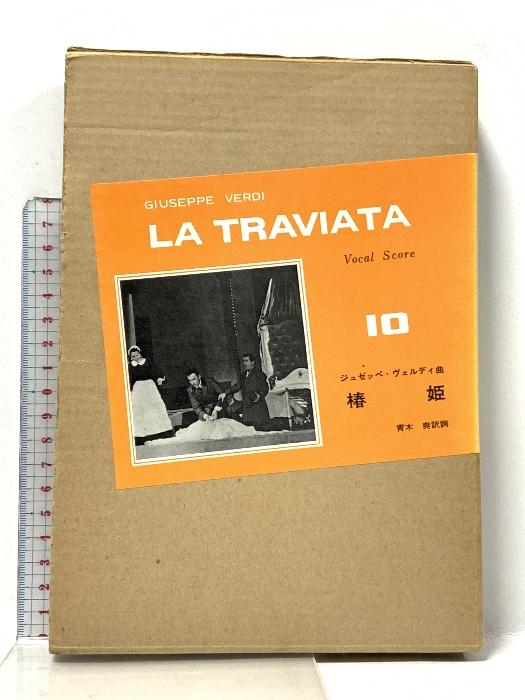 GIUSEPPE VERDI
LA TRAVIATA
Vocal Score
10
ジュゼッペ・ヴェルディ曲
椿 姫
青木 爽訳詞